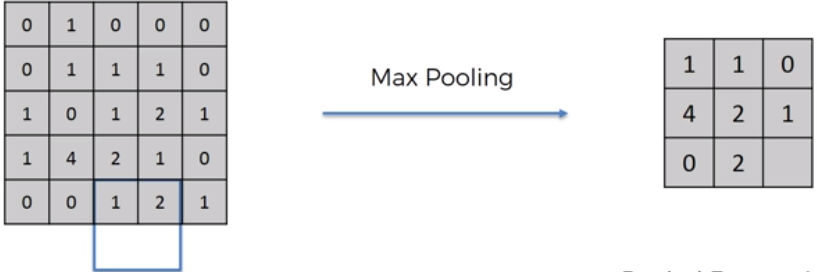 0 1 0 0 0
0 1 1 1 0
1 0 1 2 1
1 4 2 1 0
0 0 1 2 1
Max Pooling
1 1 0
4 2 1
0 2